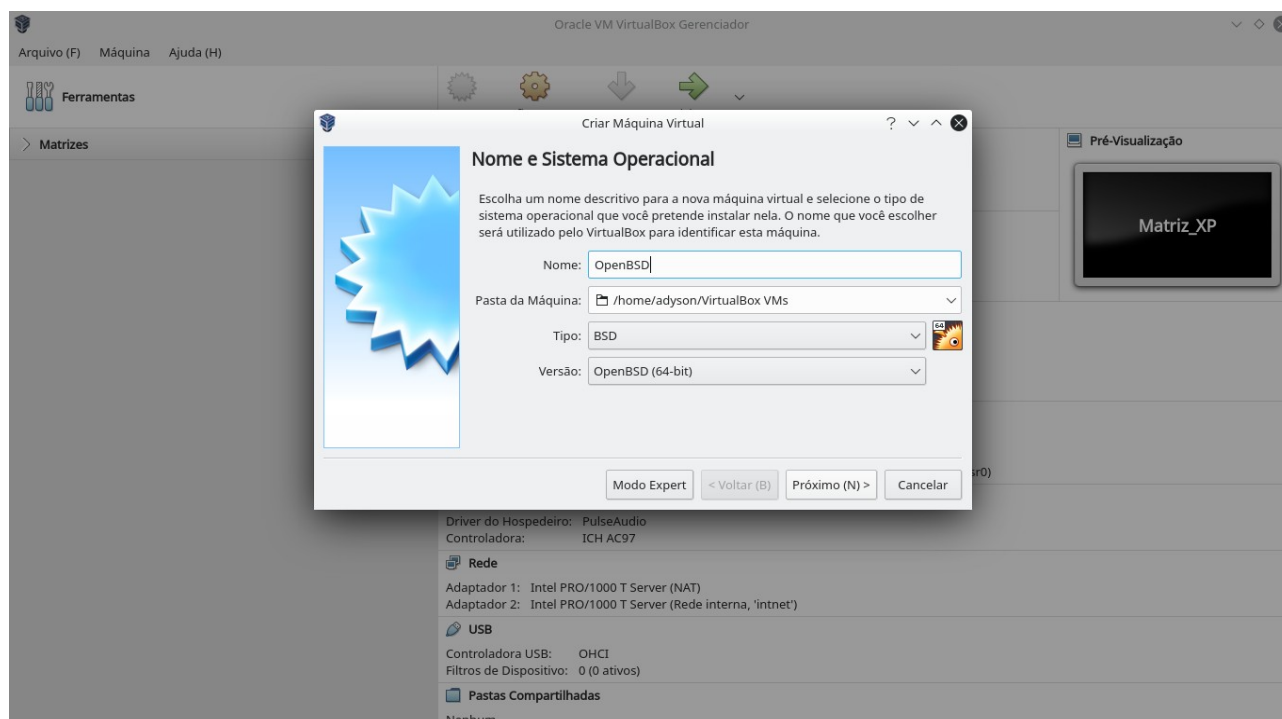 Oracle VM VirtualBox Gerenciador
Arquivo (F) Máquina Ajuda (H)
Ferramentas
Matrizes
Pré-Visualização
Matriz_XP
Criar Máquina Virtual
Nome e Sistema Operacional
Escolha um nome descritivo para a nova máquina virtual e selecione o tipo de
sistema operacional que você pretende instalar nela. O nome que você escolher
será utilizado pelo VirtualBox para identificar esta máquina.
Nome: OpenBSD
Pasta da Máquina: /home/adyson/VirtualBox VMs
Tipo: BSD
64
Versão: OpenBSD (64-bit)
Modo Expert < Voltar (B) Próximo (N) > Cancelar
sr0)
Driver do Hospedeiro: PulseAudio
Controladora: ICH AC97
Rede
Adaptador 1: Intel PRO/1000 T Server (NAT)
Adaptador 2: Intel PRO/1000 T Server (Rede interna, 'intnet')
USB
Controladora USB: OHCI
Filtros de Dispositivo: 0 (0 ativos)
Pastas Compartilhadas